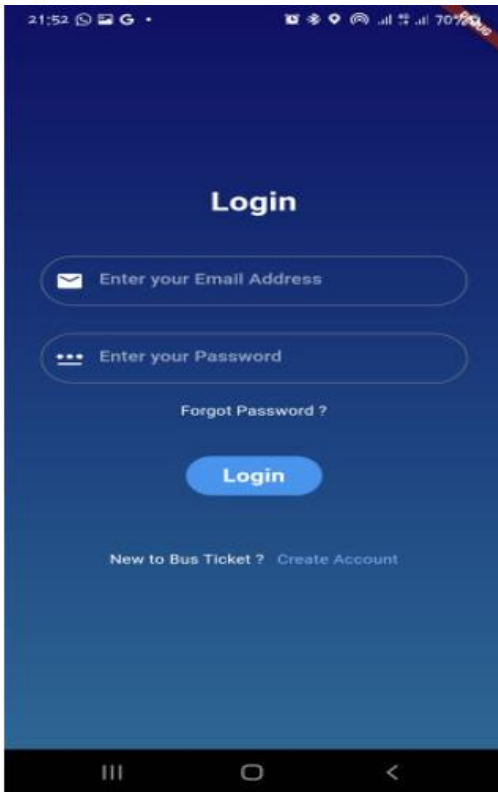 21:52 G 70%
DEBUG
Login
Enter your Email Address
Enter your Password
Forgot Password ?
Login
New to Bus Ticket ? Create Account